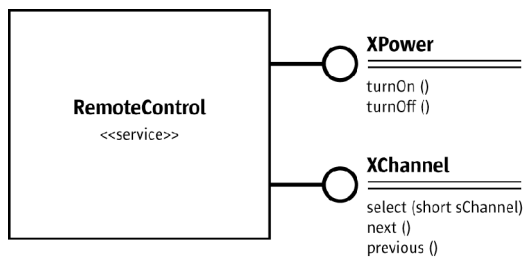 RemoteControl
<<service>>
XPower
turnOn ()
turnOff ()
XChannel
select (short sChannel)
next ()
previous ()